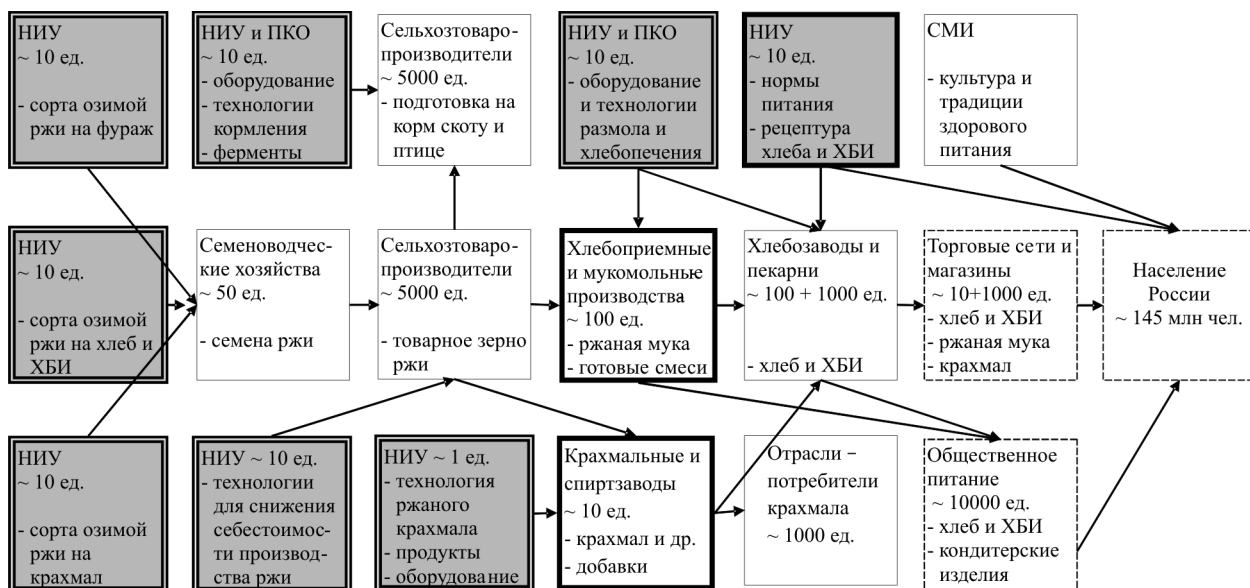 НИУ
~ 10 ед.
- сорта озимой
ржи на фураж
НИУ и ПКО
~ 10 ед.
- оборудование
- технологии
кормления
- ферменты
Сельхозтоваро-
производители
~ 5000 ед.
- подготовка на
корм скоту и
птице
НИУ и ПКО
~ 10 ед.
- оборудование
и технологии
размола и
хлебопечения
НИУ
~ 10 ед.
- нормы
питания
- рецептура
хлеба и ХБИ
СМИ
- культура и
традиции
здорового
питания
НИУ
~ 10 ед.
- сорта озимой
ржи на хлеб и
ХБИ
Семеноводчес-
ские хозяйства
~ 50 ед.
- семена ржи
Сельхозтоваро-
производители
~ 5000 ед.
- товарное зерно
ржи
Хлебоприемные
и мукомольные
производства
~ 100 ед.
- ржаная мука
- готовые смеси
Хлебозаводы и
пекарни
~ 100 + 1000 ед.
- хлеб и ХБИ
Торговые сети и
магазины
~ 10+1000 ед.
- хлеб и ХБИ
- ржаная мука
- крахмал
Население
России
~ 145 млн чел.
НИУ
~ 10 ед.
- сорта озимой
ржи на
крахмал
НИУ ~ 10 ед.
- технологии
для снижения
себестоимос-
ти производ-
ства ржи
НИУ ~ 1 ед.
- технология
ржаного
крахмала
- продукты
- оборудование
Крахмальные и
спиртзаводы
~ 10 ед.
- крахмал и др.
- добавки
Отрасли –
потребители
крахмала
~ 1000 ед.
Общественное
питание
~ 10000 ед.
- хлеб и ХБИ
- кондитерские
изделия